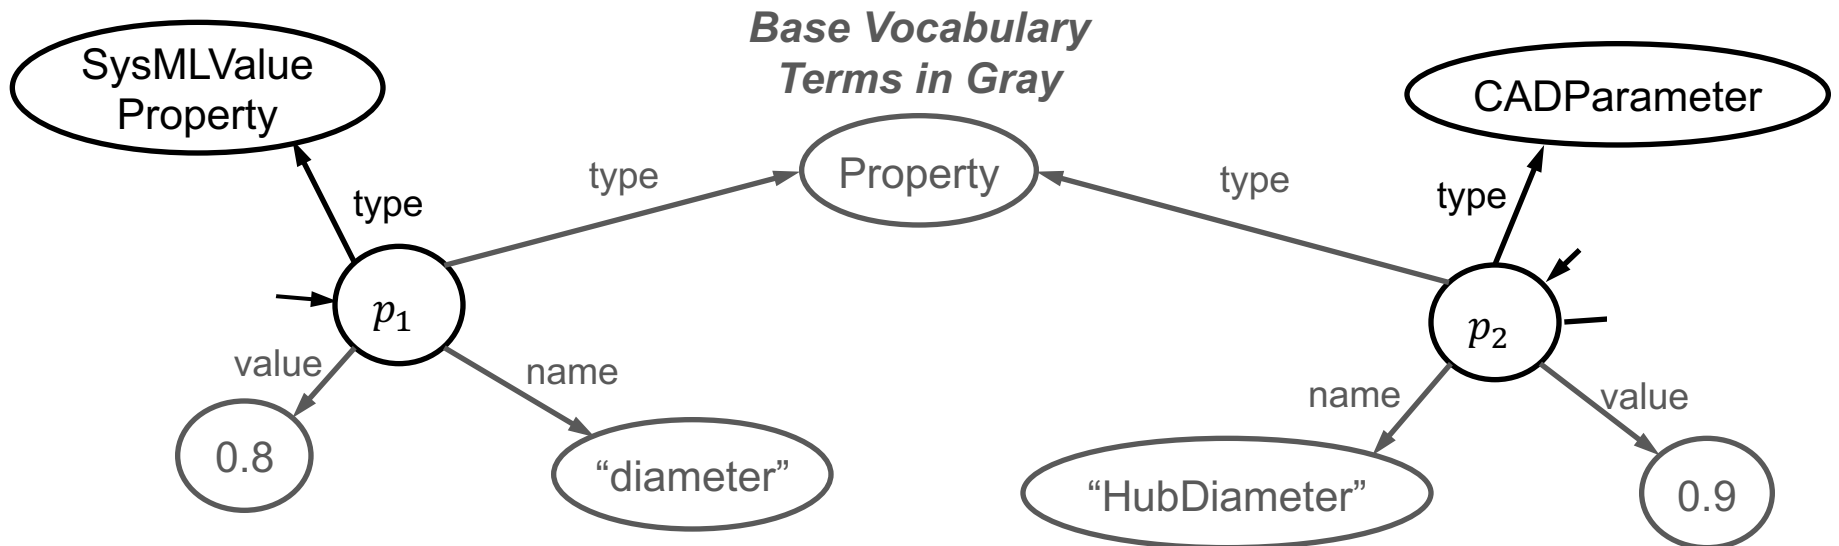 Base Vocabulary
Terms in Gray
SysMLValue
Property
CADParameter
Property
type
type
type
type
p₁
p₂
value
name
name
value
0.8
“diameter”
“HubDiameter”
0.9